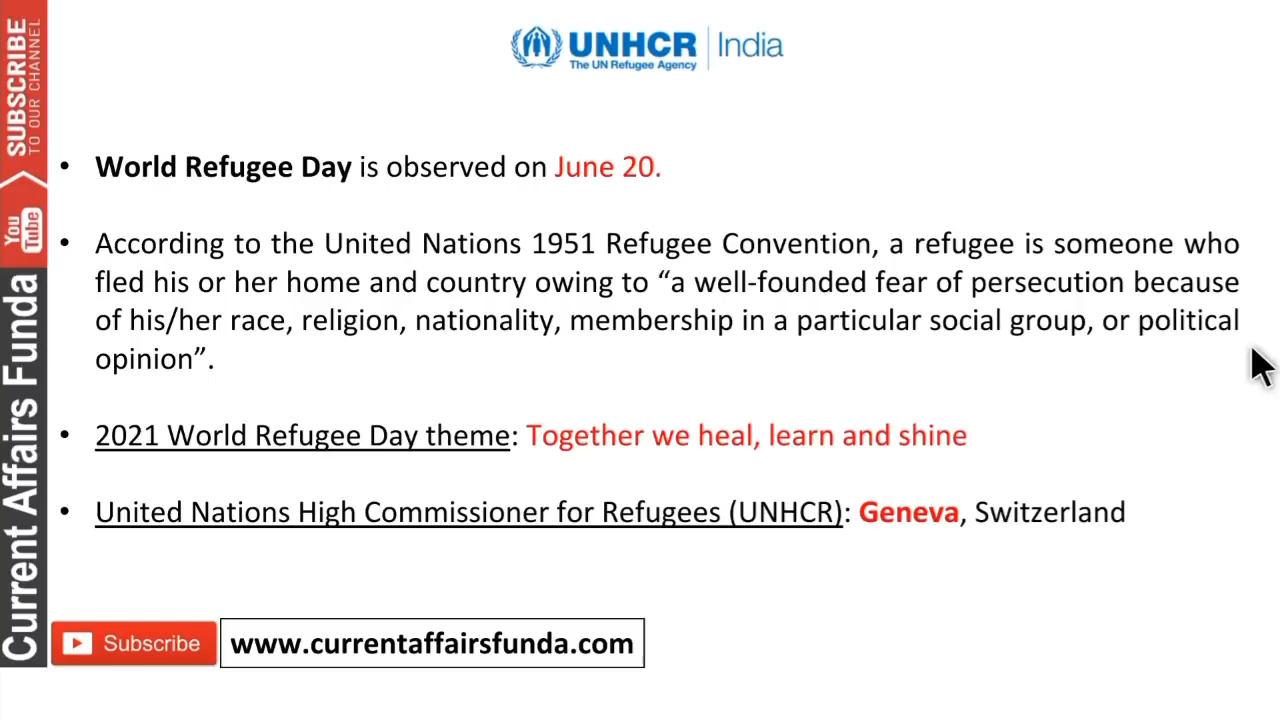 UNHCR India
The UN Refugee Agency
SUBSCRIBE
TO OUR CHANNEL
You
Tube
Current Affairs Funda
• World Refugee Day is observed on June 20.
• According to the United Nations 1951 Refugee Convention, a refugee is someone who
fled his or her home and country owing to “a well-founded fear of persecution because
of his/her race, religion, nationality, membership in a particular social group, or political
opinion”.
• 2021 World Refugee Day theme: Together we heal, learn and shine
• United Nations High Commissioner for Refugees (UNHCR): Geneva, Switzerland
Subscribe
www.currentaffairsfunda.com